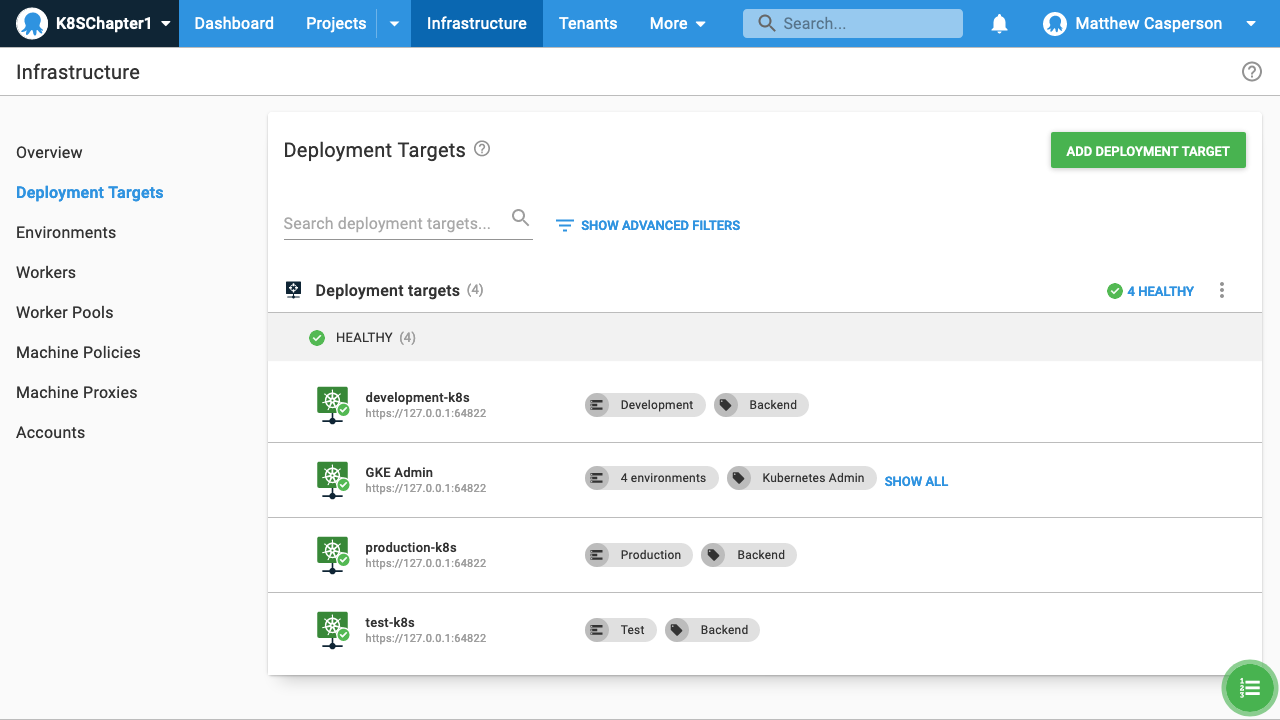 K8SChapter1 Dashboard Projects Infrastructure Tenants More Search... Matthew Casperson
Infrastructure
Overview
Deployment Targets
Environments
Workers
Worker Pools
Machine Policies
Machine Proxies
Accounts
Deployment Targets
ADD DEPLOYMENT TARGET
Search deployment targets...
SHOW ADVANCED FILTERS
Deployment targets (4)
4 HEALTHY
HEALTHY (4)
development-k8s
https://127.0.0.1:64822
Development Backend
GKE Admin
https://127.0.0.1:64822
4 environments Kubernetes Admin SHOW ALL
production-k8s
https://127.0.0.1:64822
Production Backend
test-k8s
https://127.0.0.1:64822
Test Backend